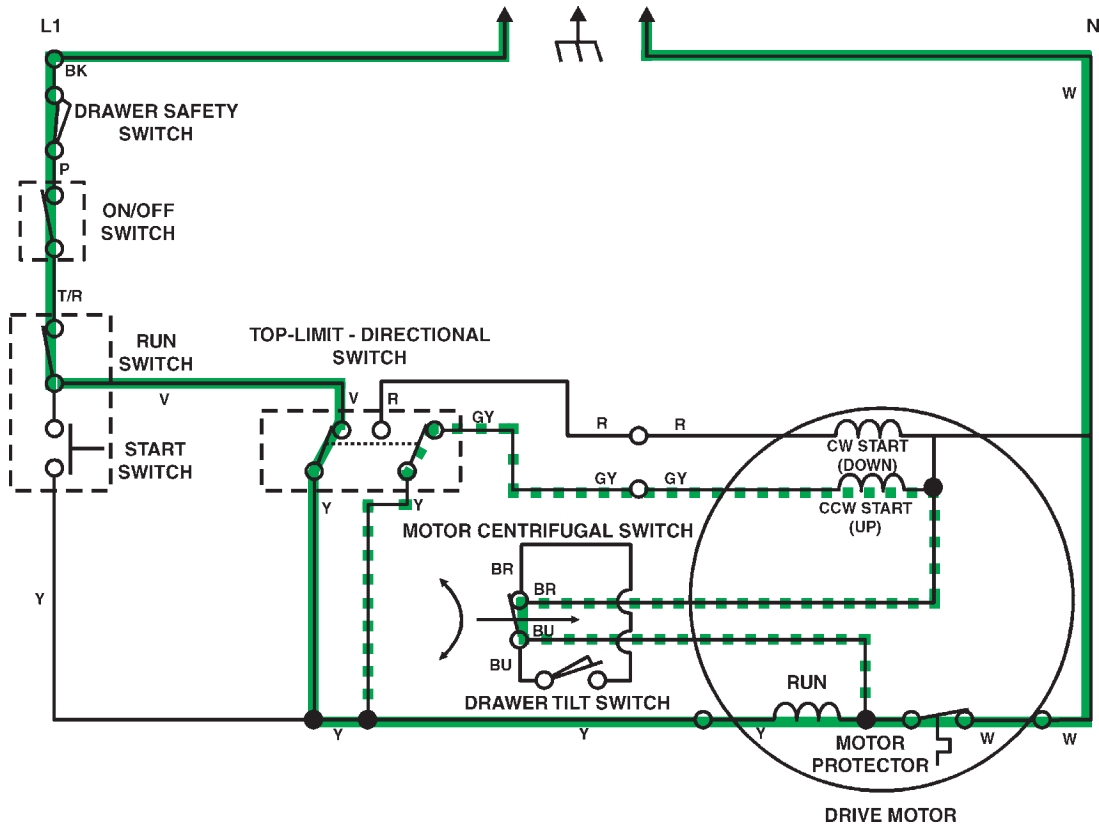 L1
N
BK
W
DRAWER SAFETY
SWITCH
P
ON/OFF
SWITCH
T/R
RUN
SWITCH
TOP-LIMIT - DIRECTIONAL
SWITCH
V
V
R
GY
R
R
CW START
(DOWN)
START
SWITCH
GY
GY
CCW START
(UP)
Y
Y
MOTOR CENTRIFUGAL SWITCH
BR
BR
Y
BU
BU
DRAWER TILT SWITCH
RUN
Y
Y
Y
MOTOR
PROTECTOR
W
W
DRIVE MOTOR